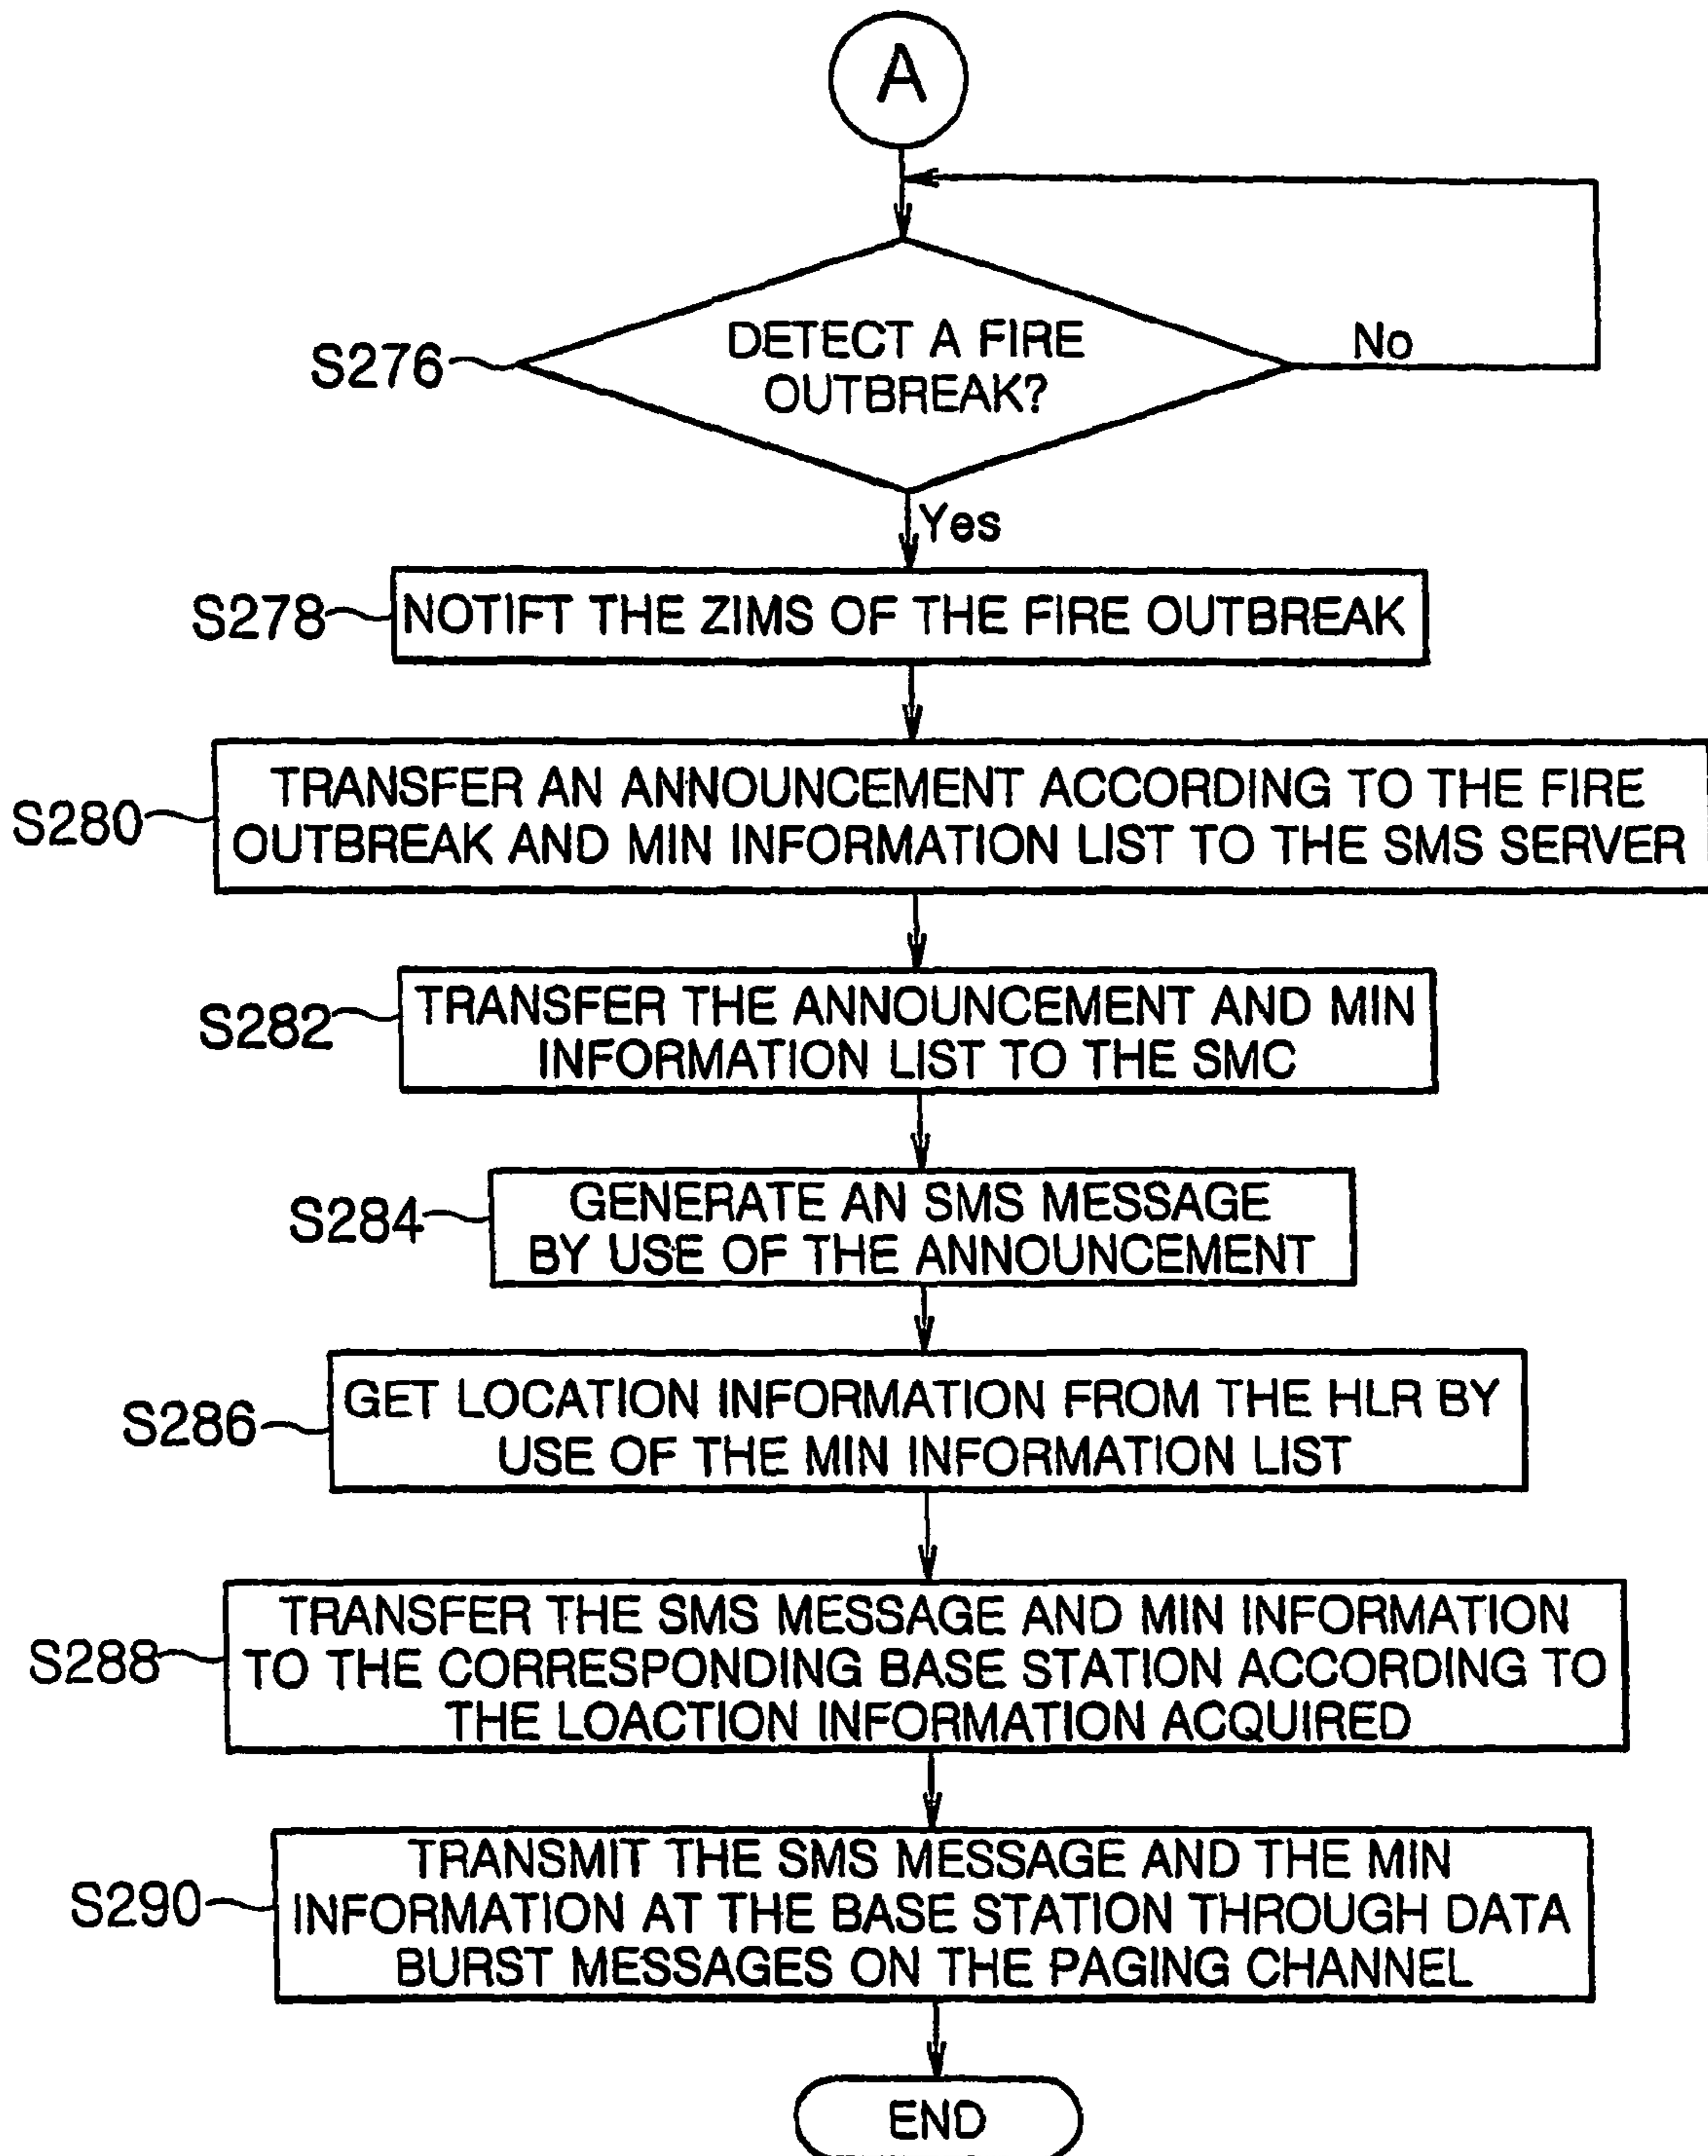 A
DETECT A FIRE
OUTBREAK?
S276
No
Yes
S278
NOTIFT THE ZIMS OF THE FIRE OUTBREAK
S280
TRANSFER AN ANNOUNCEMENT ACCORDING TO THE FIRE
OUTBREAK AND MIN INFORMATION LIST TO THE SMS SERVER
S282
TRANSFER THE ANNOUNCEMENT AND MIN
INFORMATION LIST TO THE SMC
S284
GENERATE AN SMS MESSAGE
BY USE OF THE ANNOUNCEMENT
S286
GET LOCATION INFORMATION FROM THE HLR BY
USE OF THE MIN INFORMATION LIST
S288
TRANSFER THE SMS MESSAGE AND MIN INFORMATION
TO THE CORRESPONDING BASE STATION ACCORDING TO
THE LOACTION INFORMATION ACQUIRED
S290
TRANSMIT THE SMS MESSAGE AND THE MIN
INFORMATION AT THE BASE STATION THROUGH DATA
BURST MESSAGES ON THE PAGING CHANNEL
END